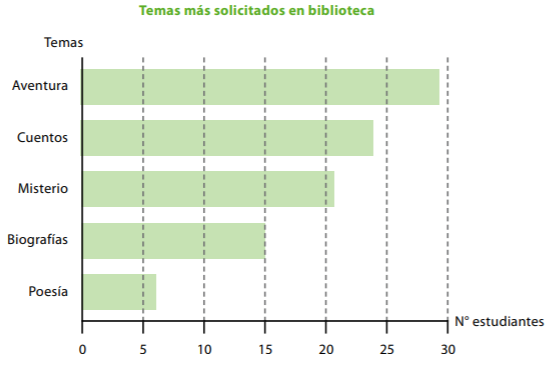 Temas más solicitados en biblioteca
Temas
Aventura
Cuentos
Misterio
Biografías
Poesía
N° estudiantes
0 5 10 15 20 25 30